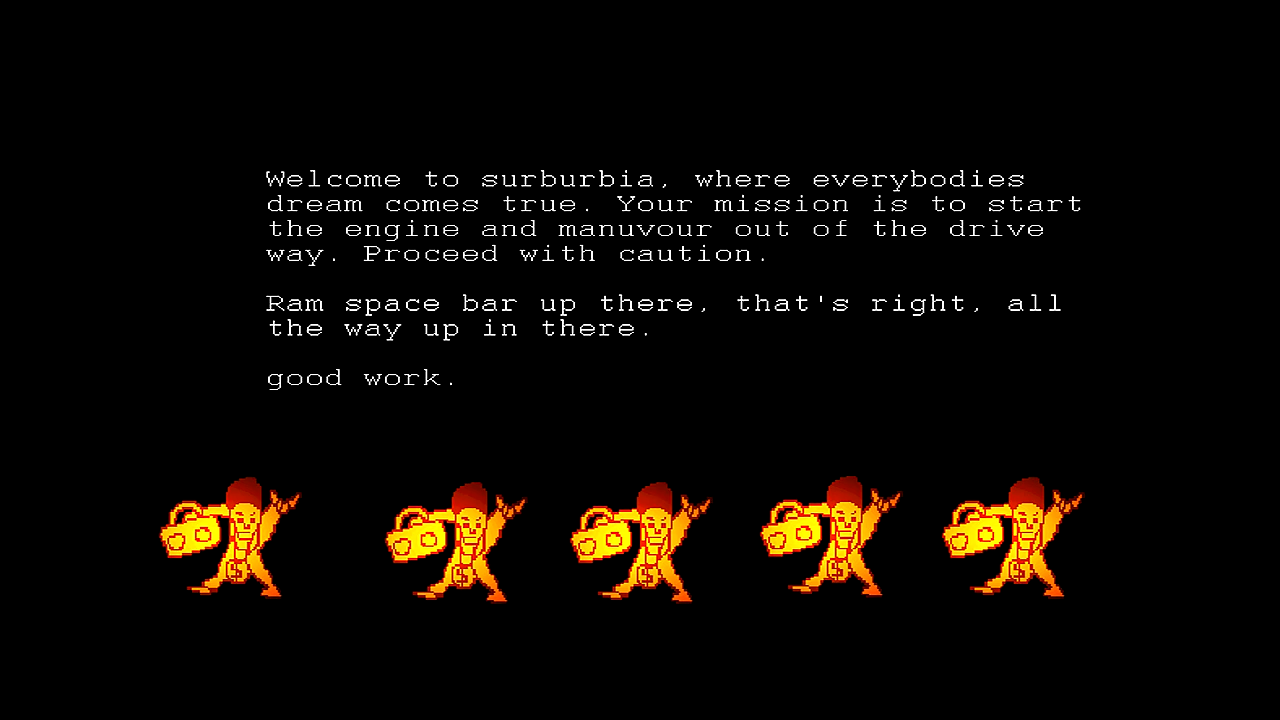 Welcome to surburbia, where everybodies
dream comes true. Your mission is to start
the engine and manuvour out of the drive
way. Proceed with caution.
Ram space bar up there, that's right, all
the way up in there.
good work.